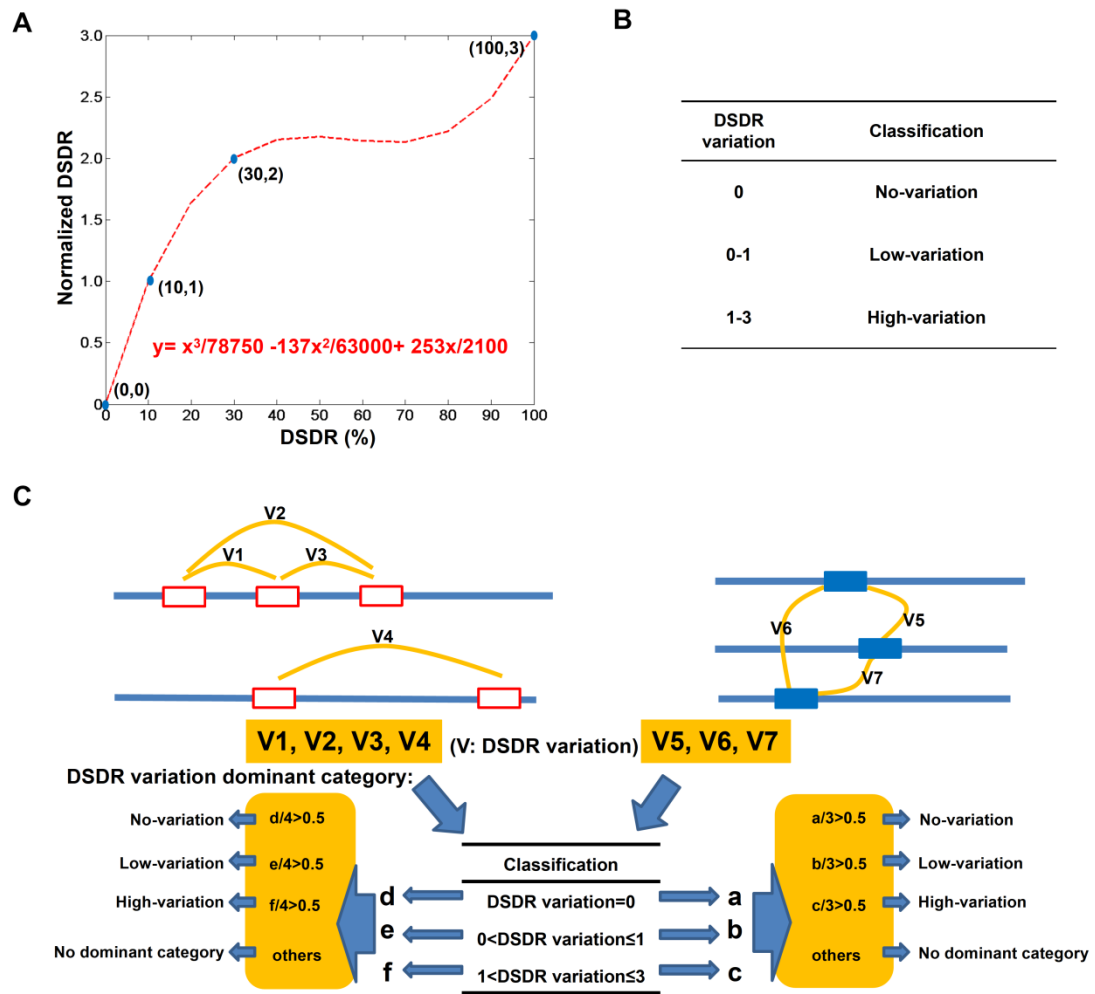 A
3.0
(100,3)
2.5
2.0
(30,2)
1.5
1.0
(10,1)
0.5
y= x³/78750 -137x²/63000+ 253x/2100
(0,0)
0
Normalized DSDR
0 10 20 30 40 50 60 70 80 90 100
DSDR (%)
B
DSDR variation Classification
0 No-variation
0-1 Low-variation
1-3 High-variation
C
V2
V1 V3
V4
V6 V5
V7
V1, V2, V3, V4 (V: DSDR variation) V5, V6, V7
DSDR variation dominant category:
No-variation d/4>0.5 a/3>0.5 No-variation
Low-variation e/4>0.5 Classification b/3>0.5 Low-variation
High-variation f/4>0.5 d DSDR variation=0 a c/3>0.5 High-variation
e 0<DSDR variation≤1 b
No dominant category others others No dominant category
f 1<DSDR variation≤3 c